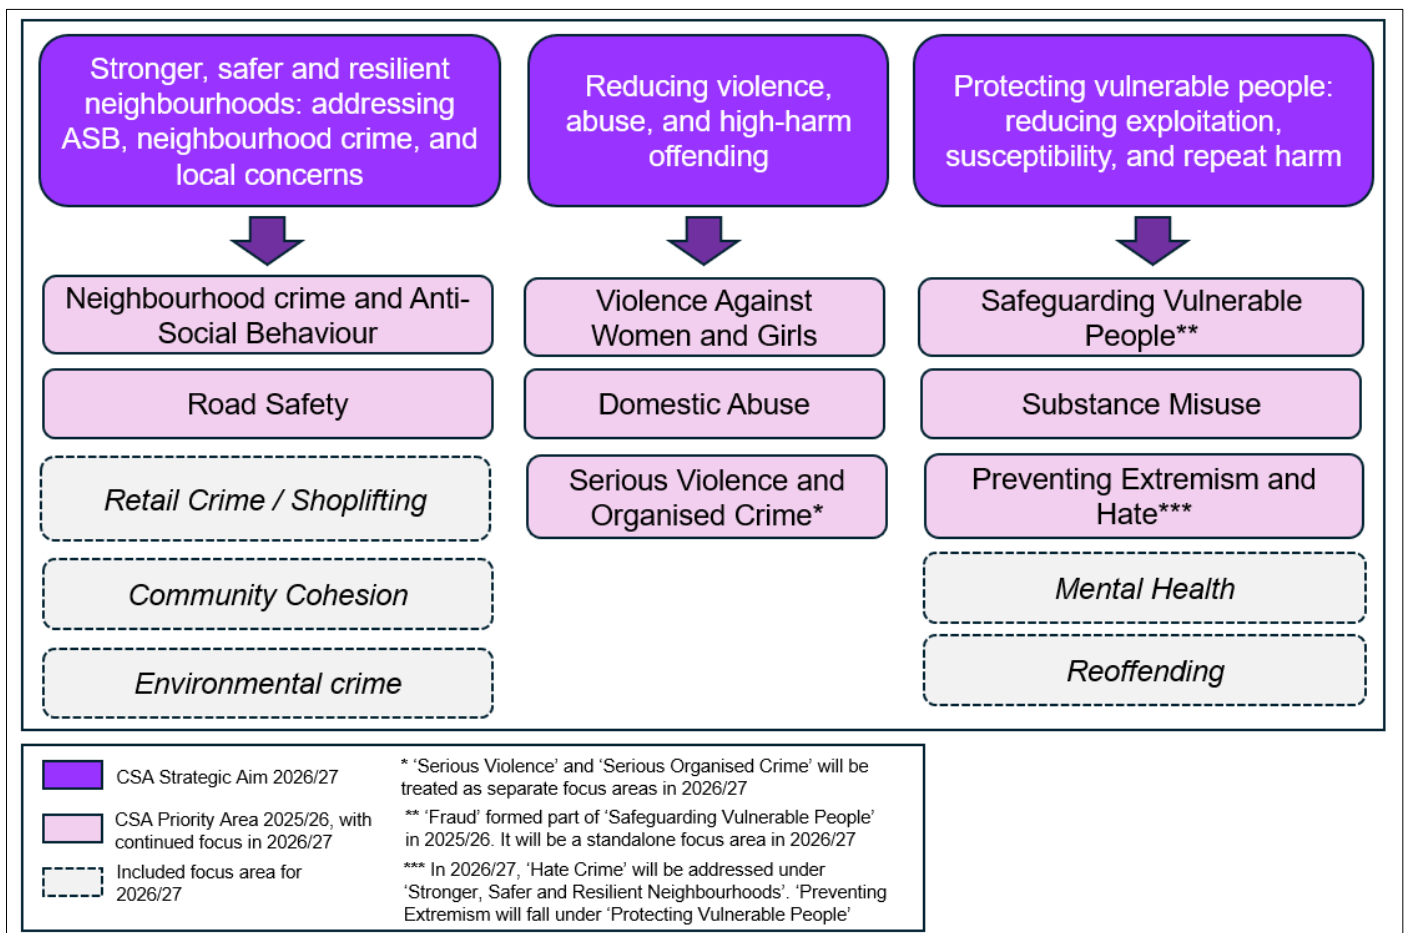 Stronger, safer and resilient
neighbourhoods: addressing
ASB, neighbourhood crime, and
local concerns
Reducing violence,
abuse, and high-harm
offending
Protecting vulnerable people:
reducing exploitation,
susceptibility, and repeat harm
Neighbourhood crime and Anti-
Social Behaviour
Road Safety
Retail Crime / Shoplifting
Community Cohesion
Environmental crime
Violence Against
Women and Girls
Domestic Abuse
Serious Violence and
Organised Crime*
Safeguarding Vulnerable
People**
Substance Misuse
Preventing Extremism and
Hate***
Mental Health
Reoffending
CSA Strategic Aim 2026/27
CSA Priority Area 2025/26, with
continued focus in 2026/27
Included focus area for
2026/27
* ‘Serious Violence’ and ‘Serious Organised Crime’ will be
treated as separate focus areas in 2026/27
** ‘Fraud’ formed part of ‘Safeguarding Vulnerable People’
in 2025/26. It will be a standalone focus area in 2026/27
*** In 2026/27, ‘Hate Crime’ will be addressed under
‘Stronger, Safer and Resilient Neighbourhoods’. ‘Preventing
Extremism will fall under ‘Protecting Vulnerable People’